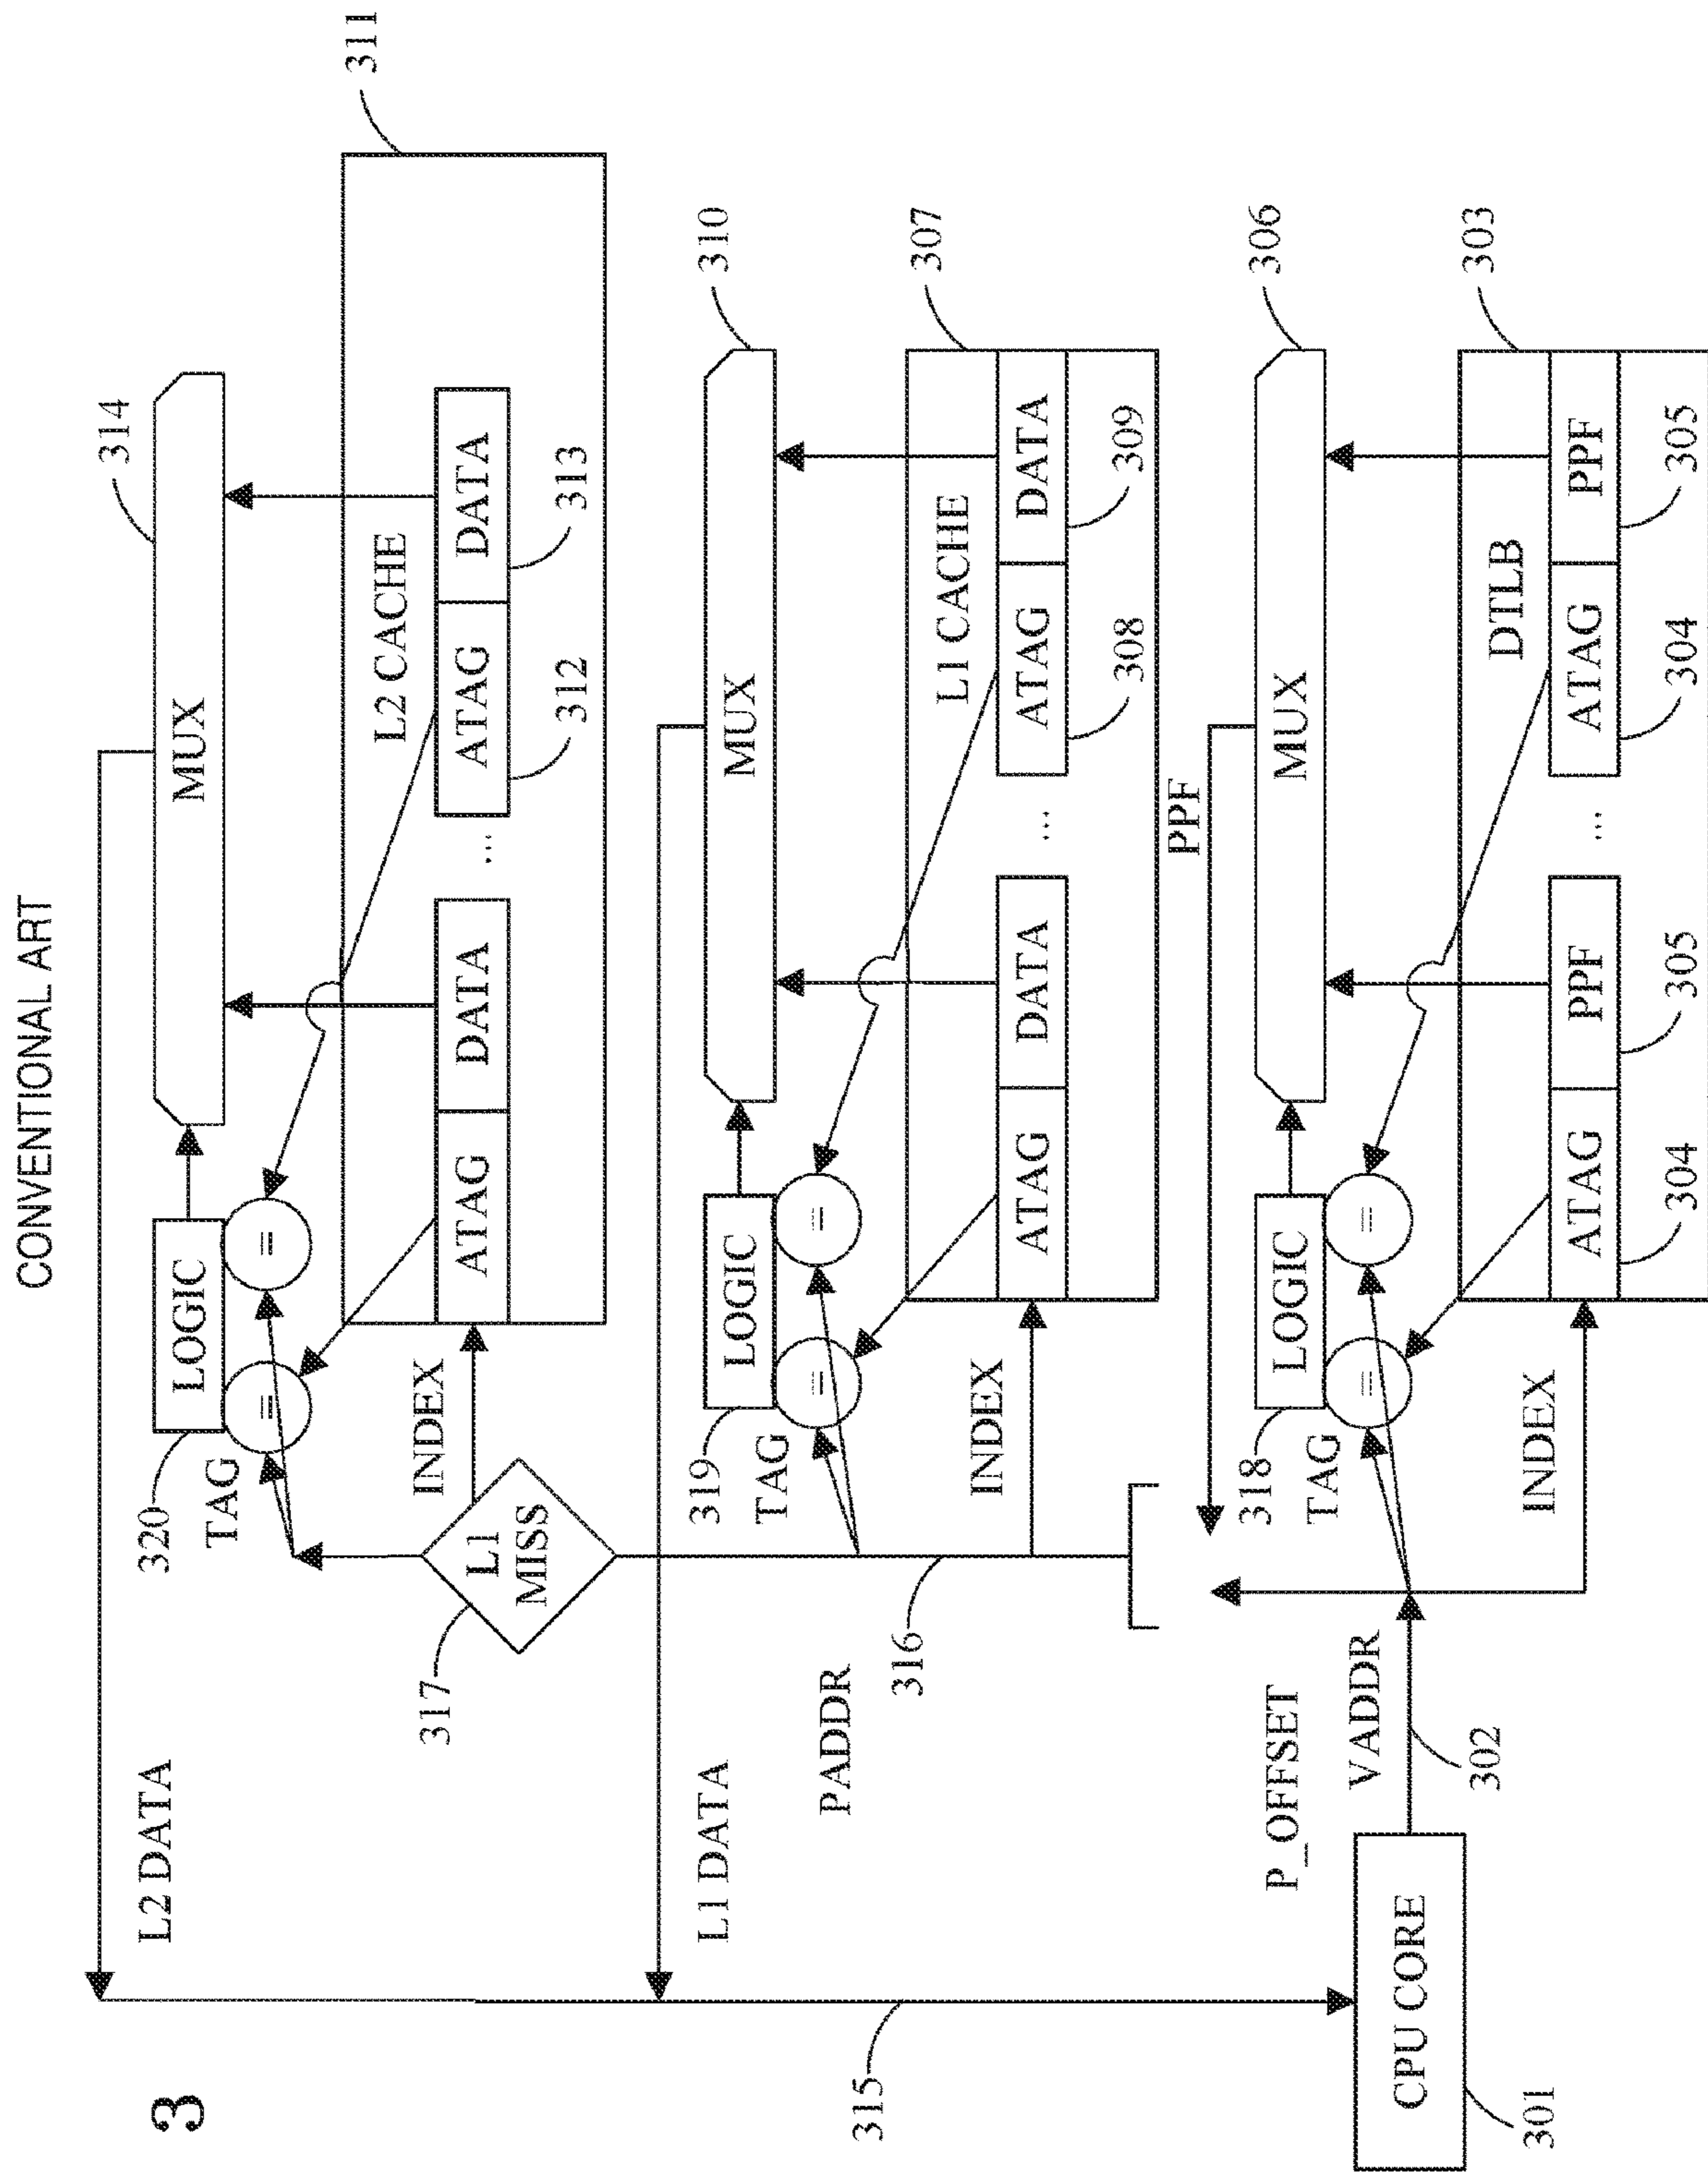 3
CONVENTIONAL ART
314
MUX
LOGIC
320
=
=
TAG
L2 DATA
L2 CACHE
311
INDEX
ATAG
DATA
...
ATAG
DATA
312
313
L1
MISS
317
310
MUX
LOGIC
319
=
=
TAG
L1 DATA
L1 CACHE
307
INDEX
ATAG
DATA
...
ATAG
DATA
308
309
PADDR
316
315
PPF
306
MUX
LOGIC
318
=
=
TAG
P_OFFSET
VADDR
302
DTLB
303
INDEX
ATAG
PPF
...
ATAG
PPF
304
305
304
305
CPU CORE
301